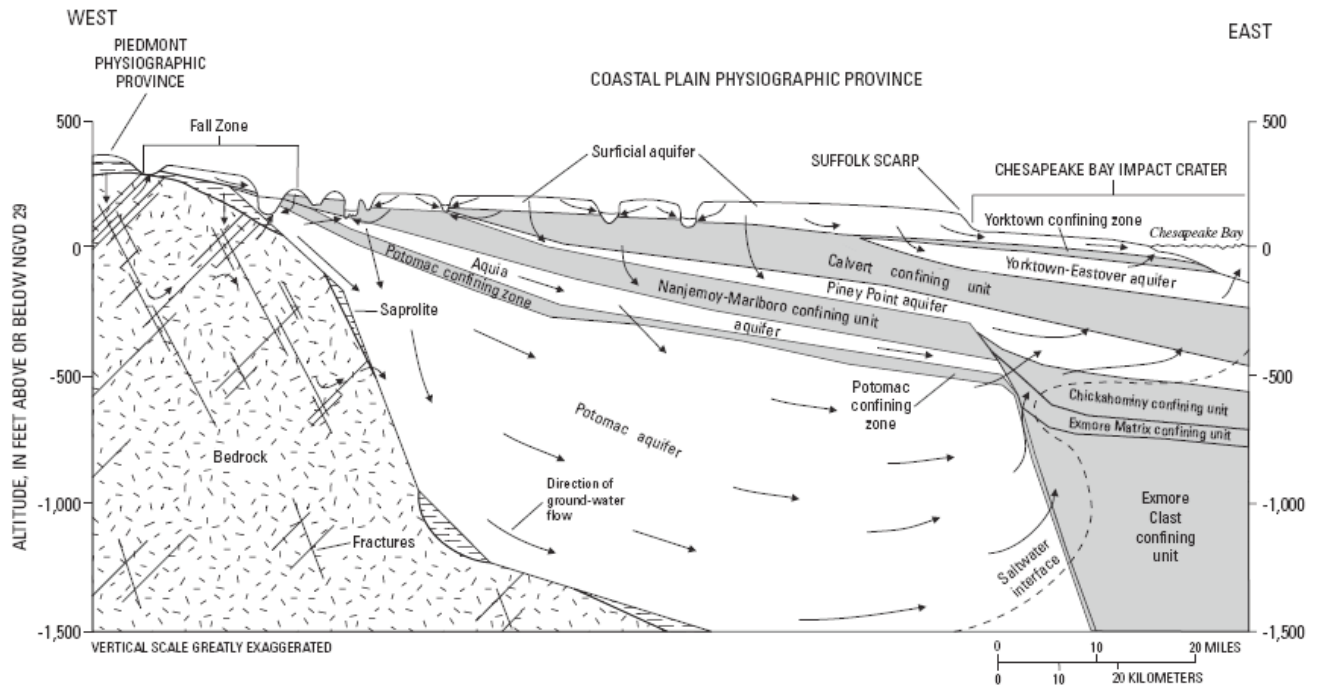 WEST
EAST
PIEDMONT
PHYSIOGRAPHIC
PROVINCE
COASTAL PLAIN PHYSIOGRAPHIC PROVINCE
500
500
Fall Zone
Surficial aquifer
SUFFOLK SCARP
CHESAPEAKE BAY IMPACT CRATER
Yorktown confining zone
Chesapeake Bay
0
0
Yorktown-Eastover aquifer
Calvert confining unit
Aquia
Potomac confining zone
Piney Point aquifer
Nanjemoy-Marlboro confining unit
Saprolite
aquifer
-500
-500
Potomac
confining
zone
Chickahominy confining unit
Potomac aquifer
Exmore Matrix confining unit
Bedrock
ALTITUDE, IN FEET ABOVE OR BELOW NGVD 29
Direction of
ground-water
flow
-1,000
-1,000
Exmore
Clast
confining
unit
Fractures
Saltwater
interface
-1,500
-1,500
VERTICAL SCALE GREATLY EXAGGERATED
0 10 20 MILES
0 10 20 KILOMETERS